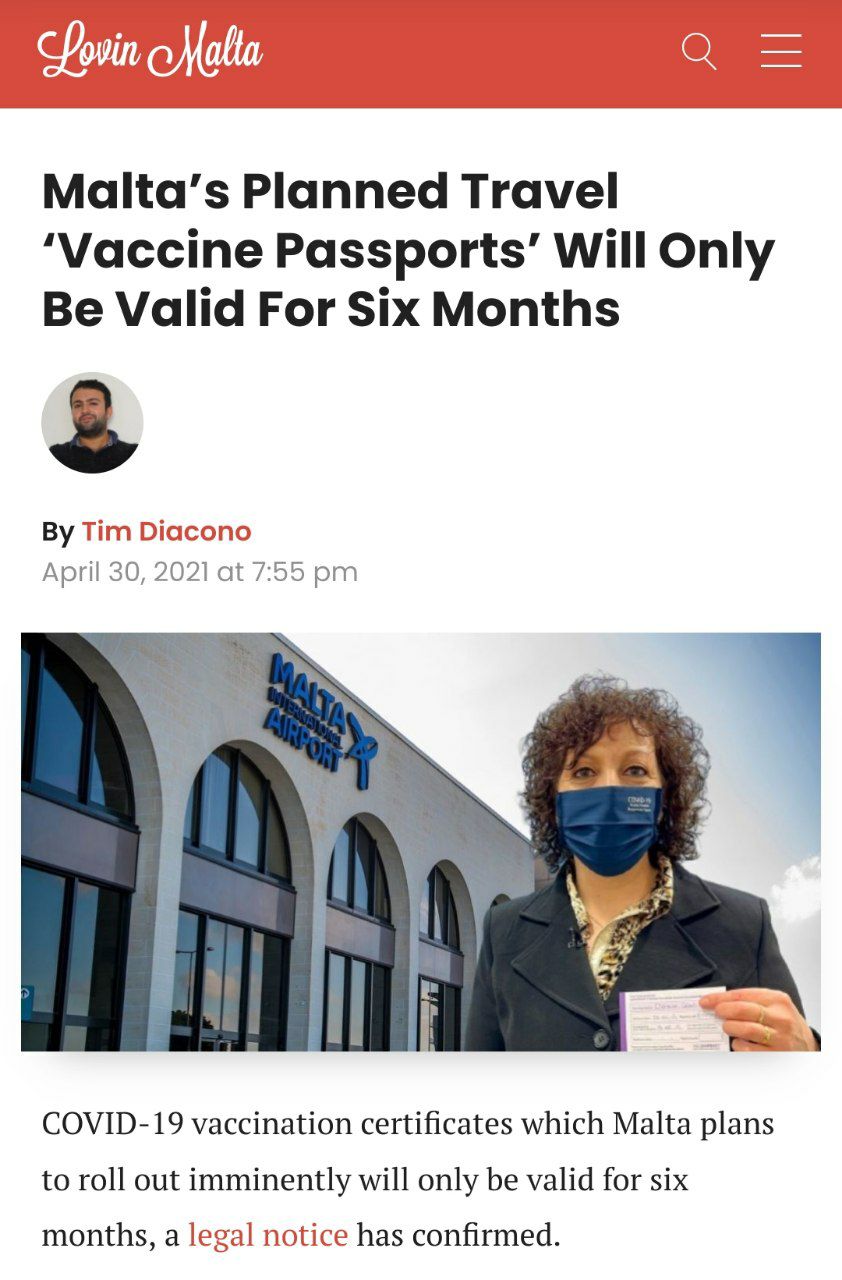 Lovin Malta
Malta’s Planned Travel
‘Vaccine Passports’ Will Only
Be Valid For Six Months
By Tim Diacono
April 30, 2021 at 7:55 pm
MALTA
INTERNATIONAL
AIRPORT
COVID-19
COVID-19 vaccination certificates which Malta plans
to roll out imminently will only be valid for six
months, a legal notice has confirmed.